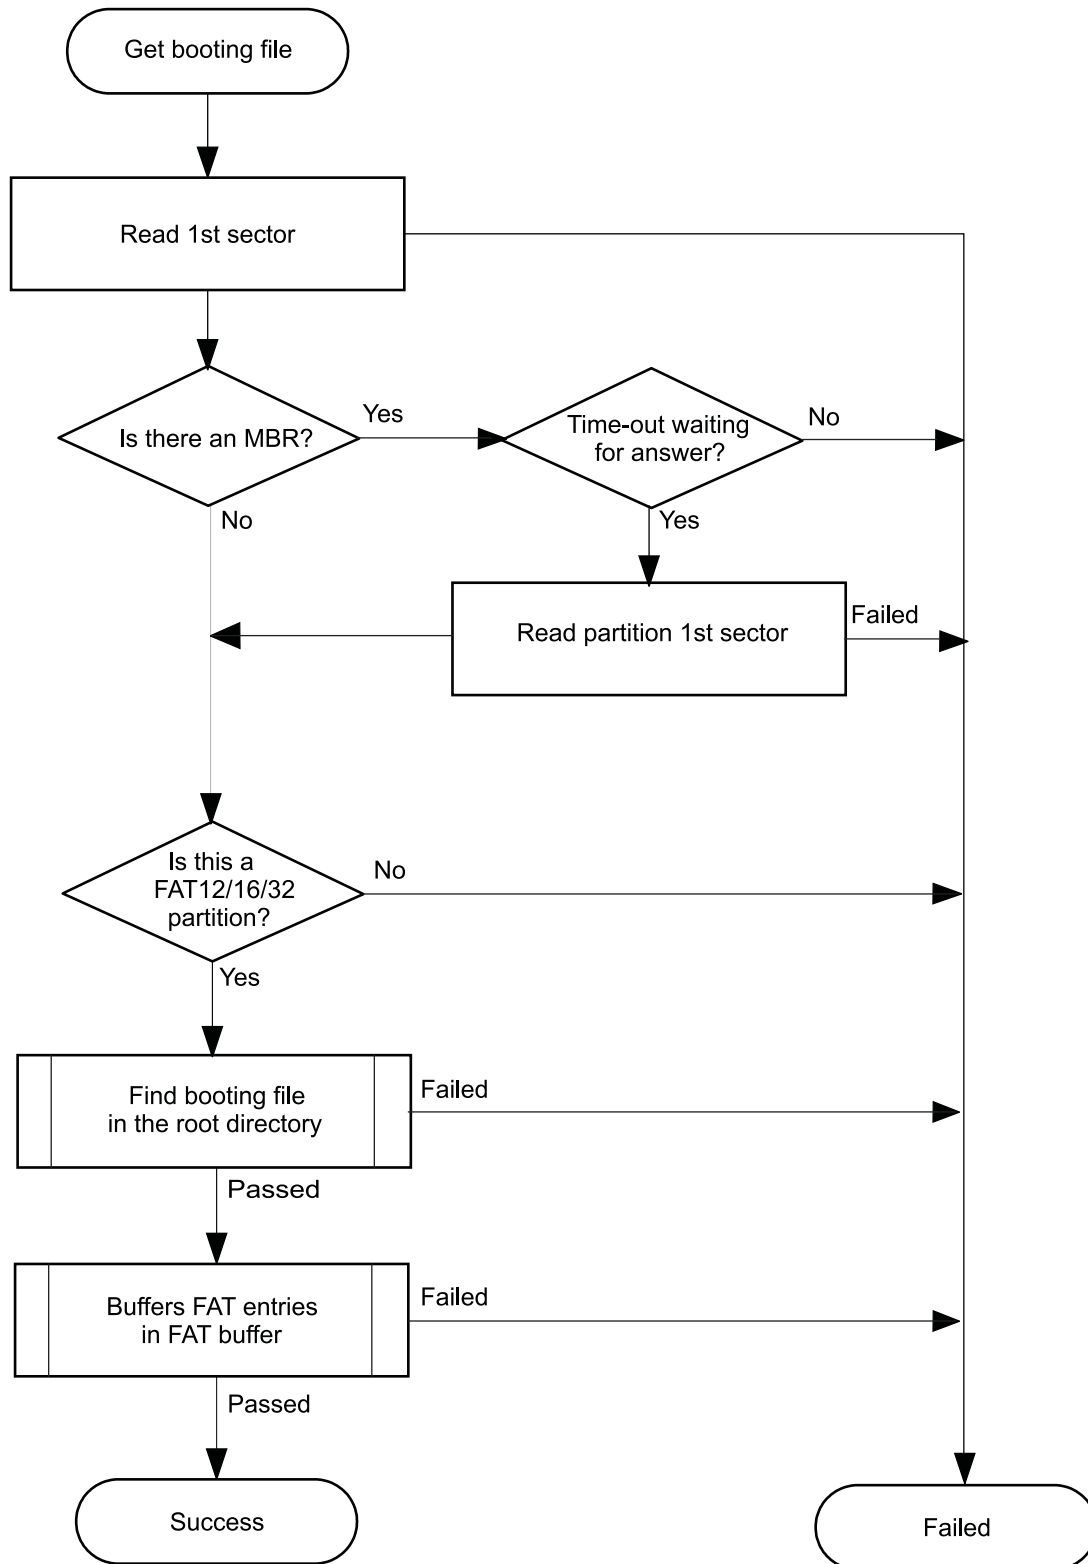 Get booting file
Read 1st sector
Is there an MBR?
Yes
Time-out waiting
for answer?
No
No
Yes
Read partition 1st sector
Failed
Is this a
FAT12/16/32
partition?
No
Yes
Find booting file
in the root directory
Failed
Passed
Buffers FAT entries
in FAT buffer
Failed
Passed
Success
Failed